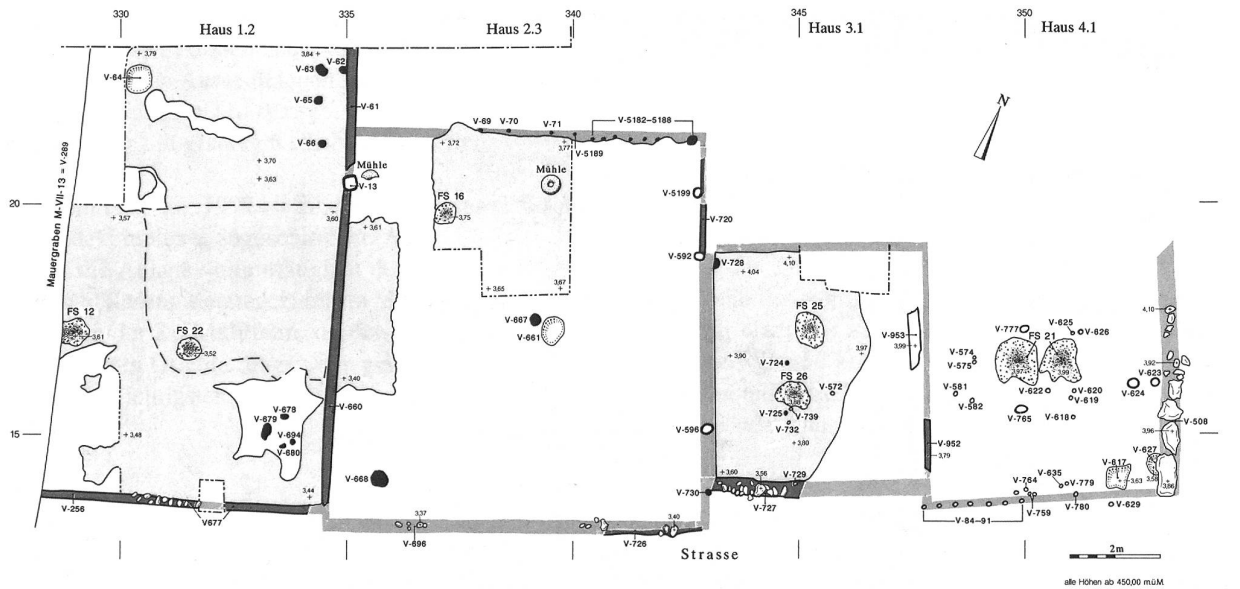 330
335
340
345
350
Haus 1.2
Haus 2.3
Haus 3.1
Haus 4.1
3,79
3,84
V-63
V-62
V-64
V-65
V-61
V-66
V-69
V-70
V-71
V-5182–5188
V-5189
3,72
3,77
N
Mauergraben M-VII-13 = V-289
3,70
3,63
Mühle
V-13
Mühle
FS 16
3,75
V-5199
V-720
20
3,57
3,60
3,61
V-592
V-728
4,04
4,10
3,65
3,67
FS 12
3,61
FS 22
3,52
V-667
V-661
FS 25
V-953
3,99
3,97
3,90
V-777
V-625
V-626
FS 21
4,10
V-574
V-575
3,97
3,99
3,92
V-623
V-724
FS 26
3,88
V-572
V-581
V-582
V-622
V-620
V-619
V-624
3,40
V-660
V-678
V-679
V-694
V-680
V-725
V-739
V-732
V-765
V-618
V-508
15
3,48
V-596
3,80
V-952
3,79
3,96
V-627
V-617
3,63
3,58
3,86
V-668
3,60
3,56
V-729
V-635
V-764
V-779
3,44
V-730
V-727
V-256
V677
3,37
V-696
3,40
V-726
V-84–91
V-759
V-780
V-629
Strasse
2m
alle Höhen ab 450,00 m.ü.M.